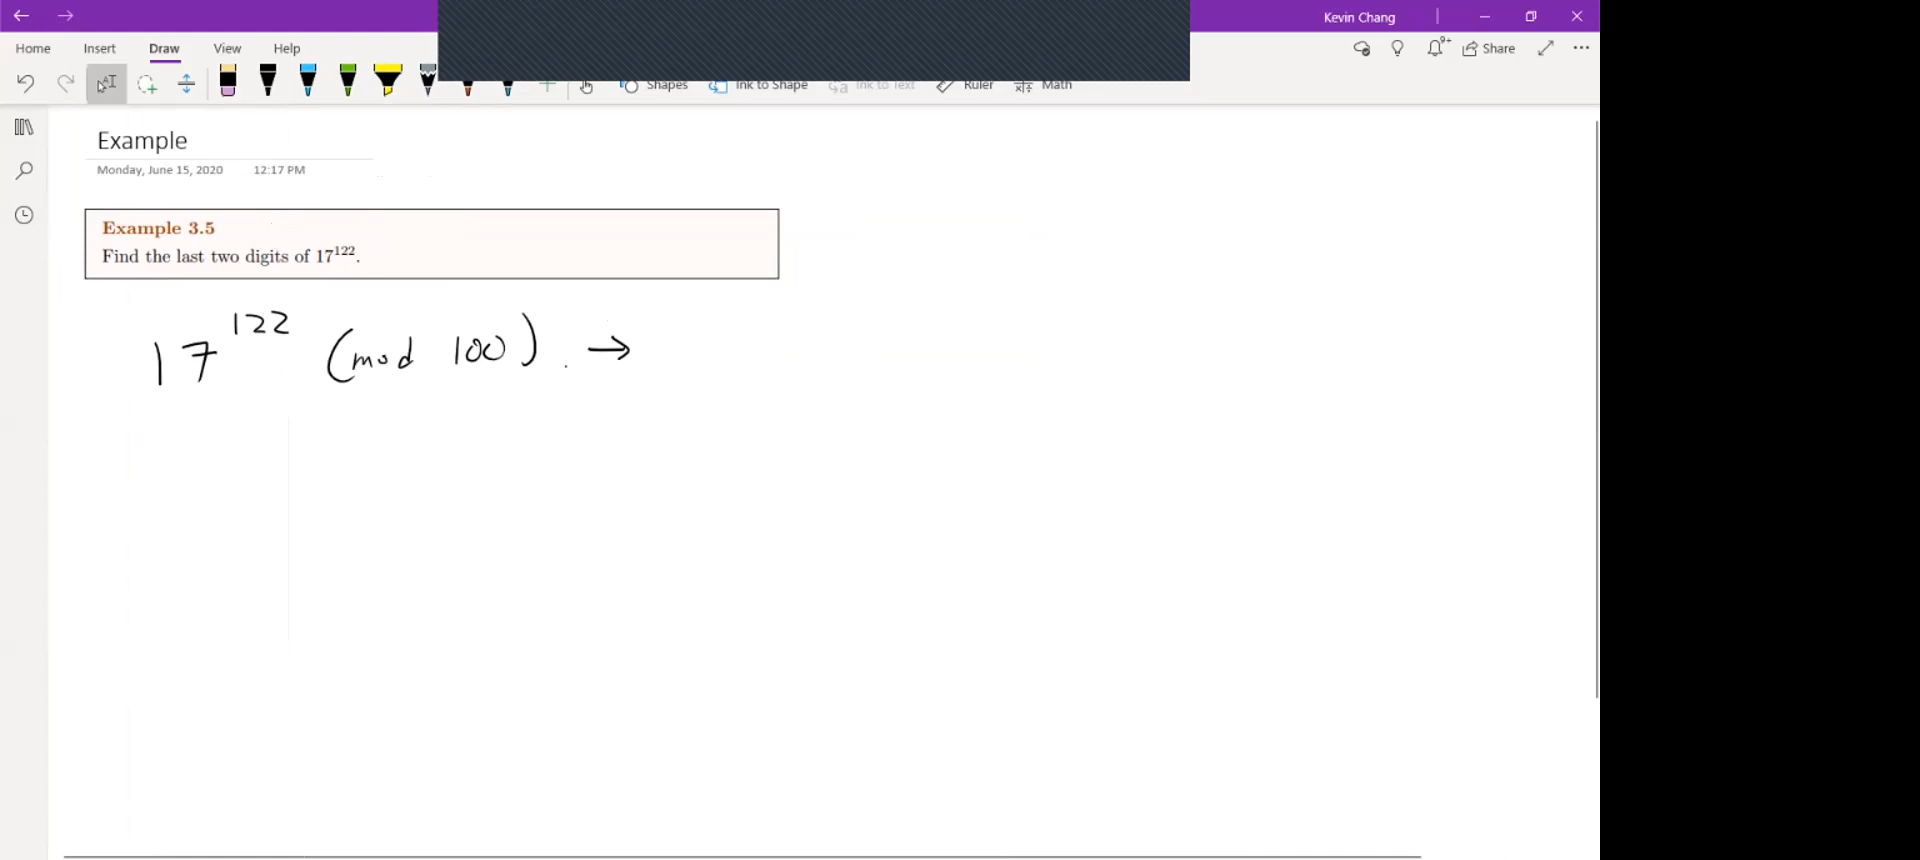 Kevin Chang
Home Insert Draw View Help
9+ Share
Shapes Ink to Shape Ink to Text Ruler Math
Example
Monday, June 15, 2020 12:17 PM
Example 3.5
Find the last two digits of 17¹²².
17¹²² (mod 100). →